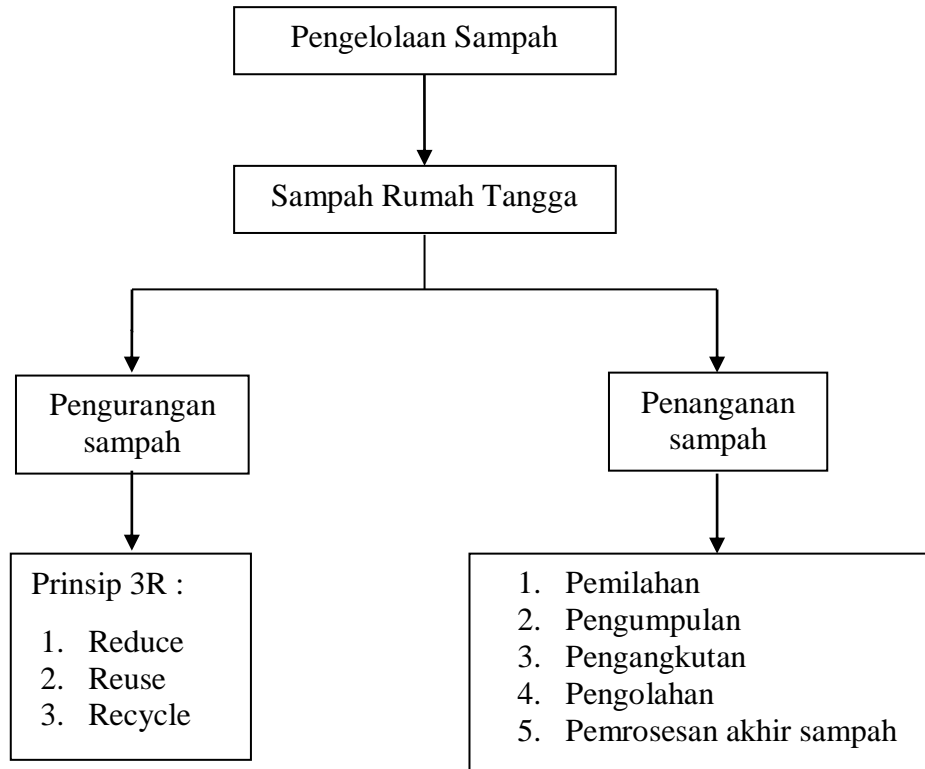 Pengelolaan Sampah
Sampah Rumah Tangga
Pengurangan
sampah
Penanganan
sampah
Prinsip 3R :
1. Reduce
2. Reuse
3. Recycle
1. Pemilahan
2. Pengumpulan
3. Pengangkutan
4. Pengolahan
5. Pemrosesan akhir sampah